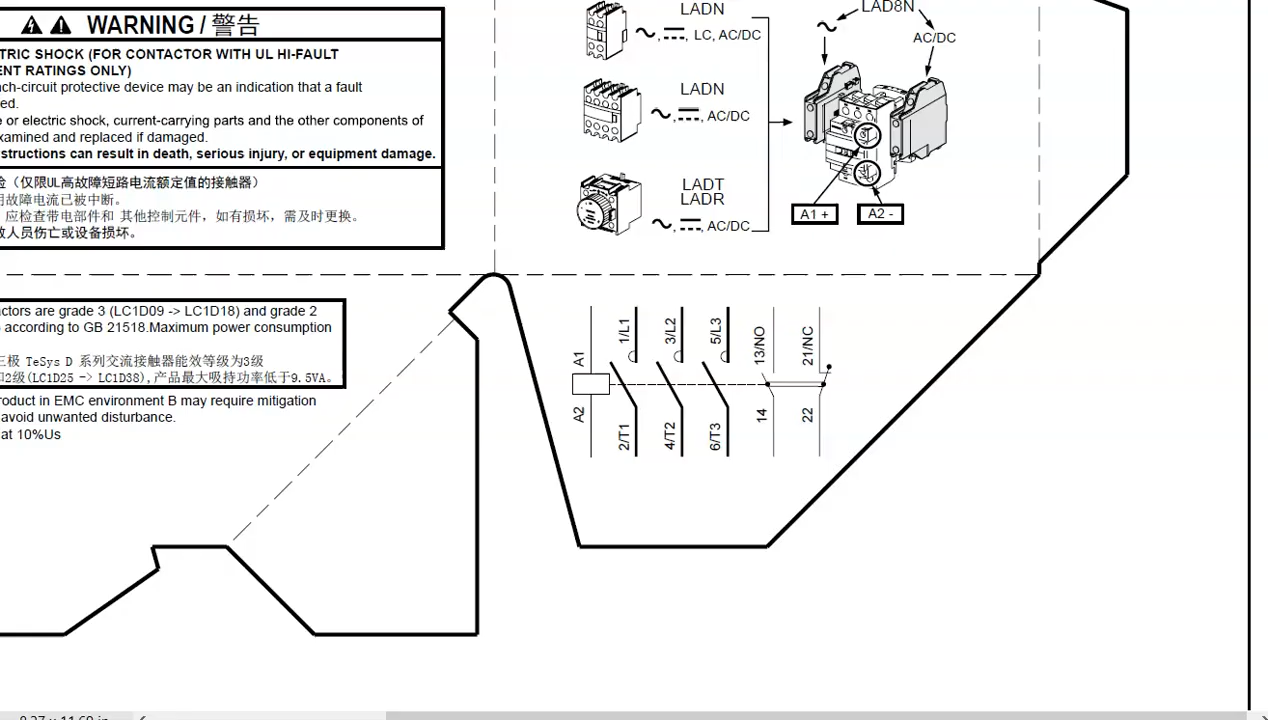 WARNING / 警告
TRIC SHOCK (FOR CONTACTOR WITH UL HI-FAULT
ENT RATINGS ONLY)
ch-circuit protective device may be an indication that a fault
ed.
e or electric shock, current-carrying parts and the other components of
examined and replaced if damaged.
structions can result in death, serious injury, or equipment damage.
险（仅限UL高故障短路电流额定值的接触器）
明故障电流已被中断。
应检查带电部件和 其他控制元件，如有损坏，需及时更换。
致人员伤亡或设备损坏。
LADN
, LC, AC/DC
LADN
, AC/DC
LADT
LADR
, AC/DC
LAD8N
AC/DC
A1 +
A2 -
actors are grade 3 (LC1D09 -> LC1D18) and grade 2
according to GB 21518.Maximum power consumption
三极 TeSys D 系列交流接触器能效等级为3级
和2级(LC1D25 -> LC1D38),产品最大吸持功率低于9.5VA。
roduct in EMC environment B may require mitigation
avoid unwanted disturbance.
at 10%Us
A1
1/L1
3/L2
5/L3
13/NO
21/NC
A2
2/T1
4/T2
6/T3
14
22
8.27 x 11.69 in